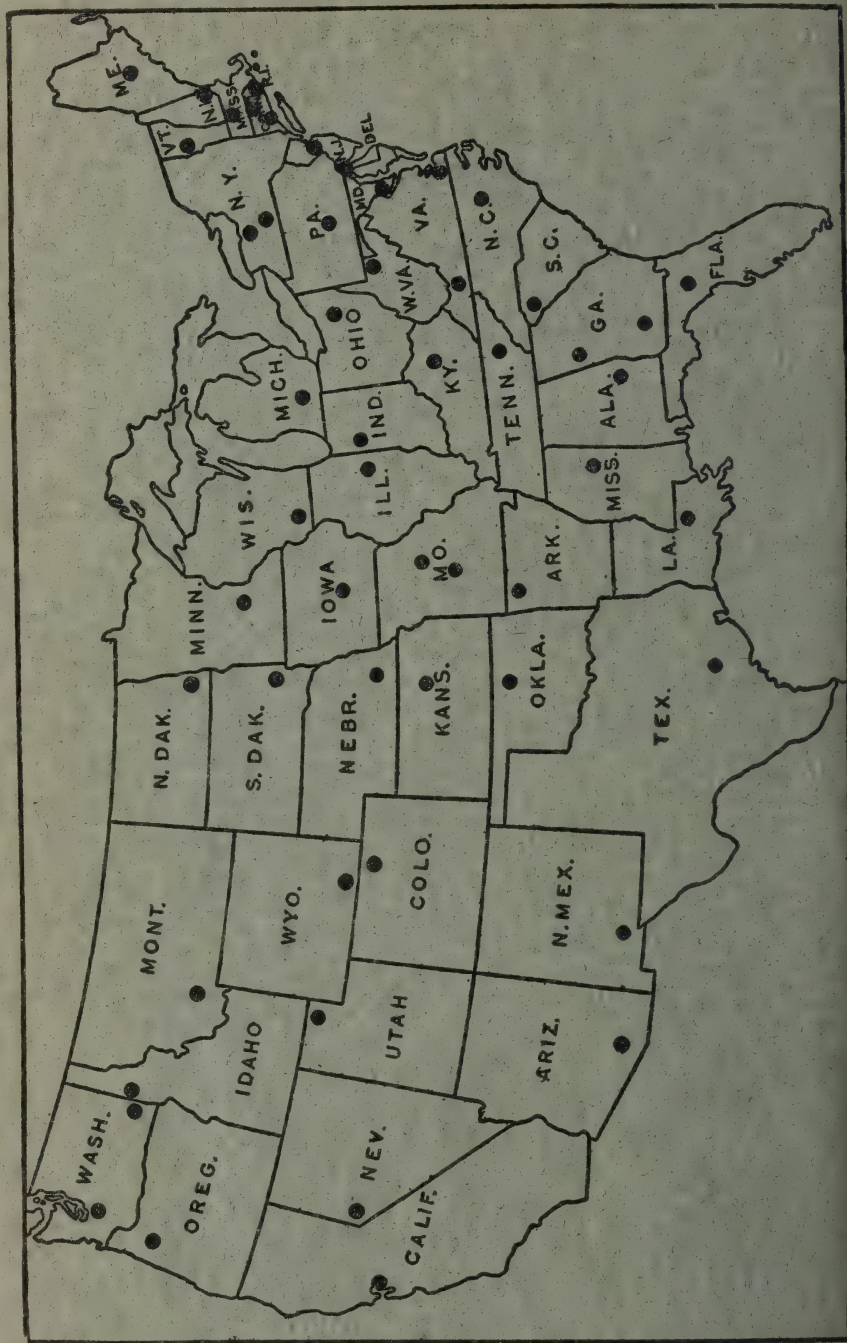 WASH.
OREG.
CALIF.
NEV.
IDAHO
MONT.
WYO.
UTAH
ARIZ.
COLO.
N.MEX.
N. DAK.
S. DAK.
NEBR.
KANS.
OKLA.
TEX.
MINN.
IOWA
MO.
ARK.
LA.
WIS.
ILL.
MISS.
MICH.
IND.
OHIO
KY.
TENN.
ALA.
GA.
FLA.
S.C.
N.C.
VA.
W.VA.
MD.
DEL
N.J.
PA.
N.Y.
VT.
MASS.
ME.